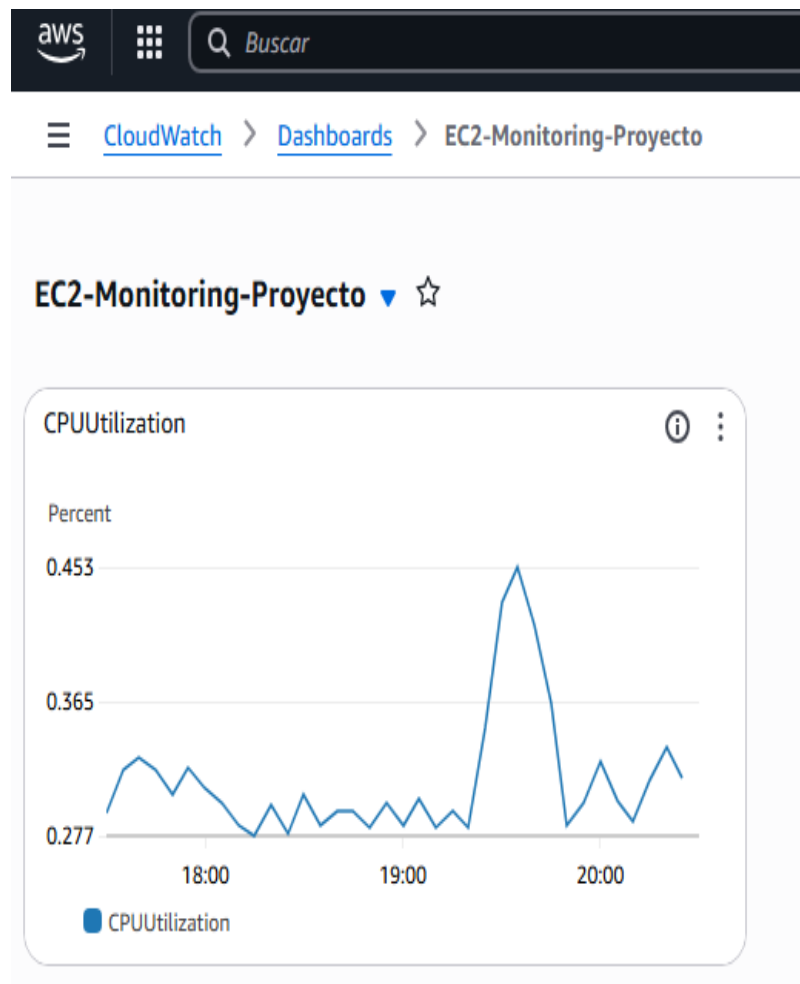 aws Buscar
CloudWatch > Dashboards > EC2-Monitoring-Proyecto
EC2-Monitoring-Proyecto
CPUUtilization
Percent
0.453
0.365
0.277
18:00 19:00 20:00
CPUUtilization